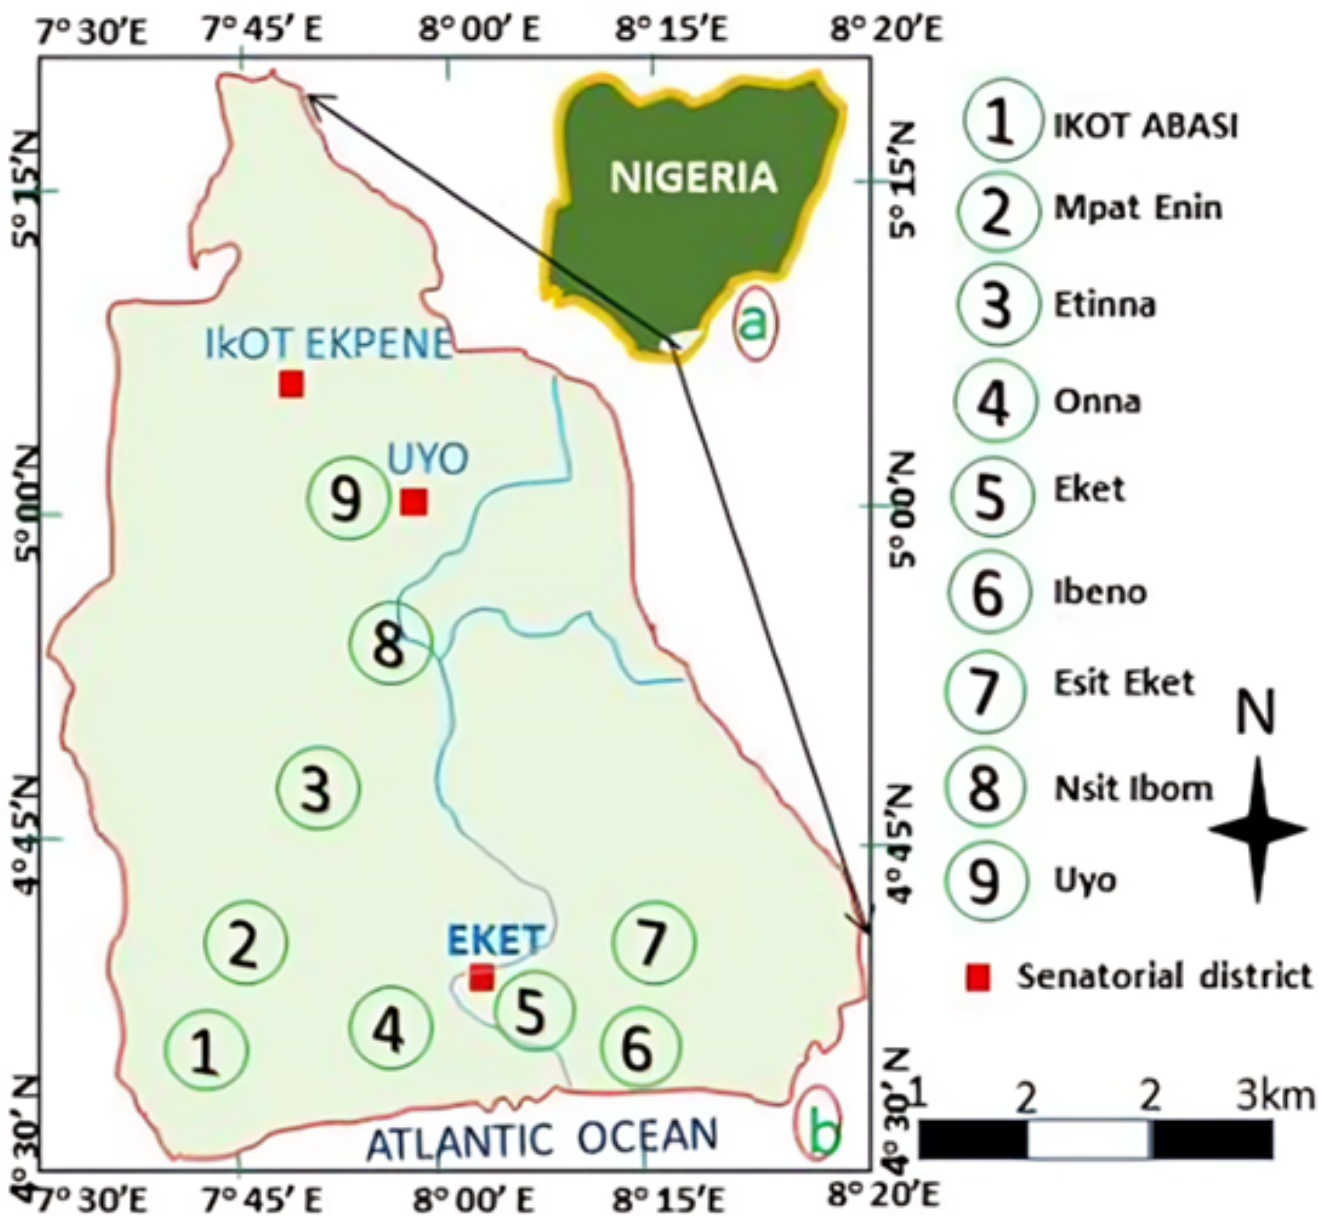 7°30'E 7°45'E 8°00'E 8°15'E 8°20'E
5°15'N
5°00'N
4°45'N
4°30'N
5°15'N
5°00'N
4°45'N
4°30'N
NIGERIA
a
IkOT EKPENE
UYO
9
8
3
2
EKET
7
1
4
5
6
ATLANTIC OCEAN
b
7°30'E 7°45'E 8°00'E 8°15'E 8°20'E
1 IKOT ABASI
2 Mpat Enin
3 Etinna
4 Onna
5 Eket
6 Ibeno
7 Esit Eket
8 Nsit Ibom
9 Uyo
N
Senatorial district
1 2 2 3km